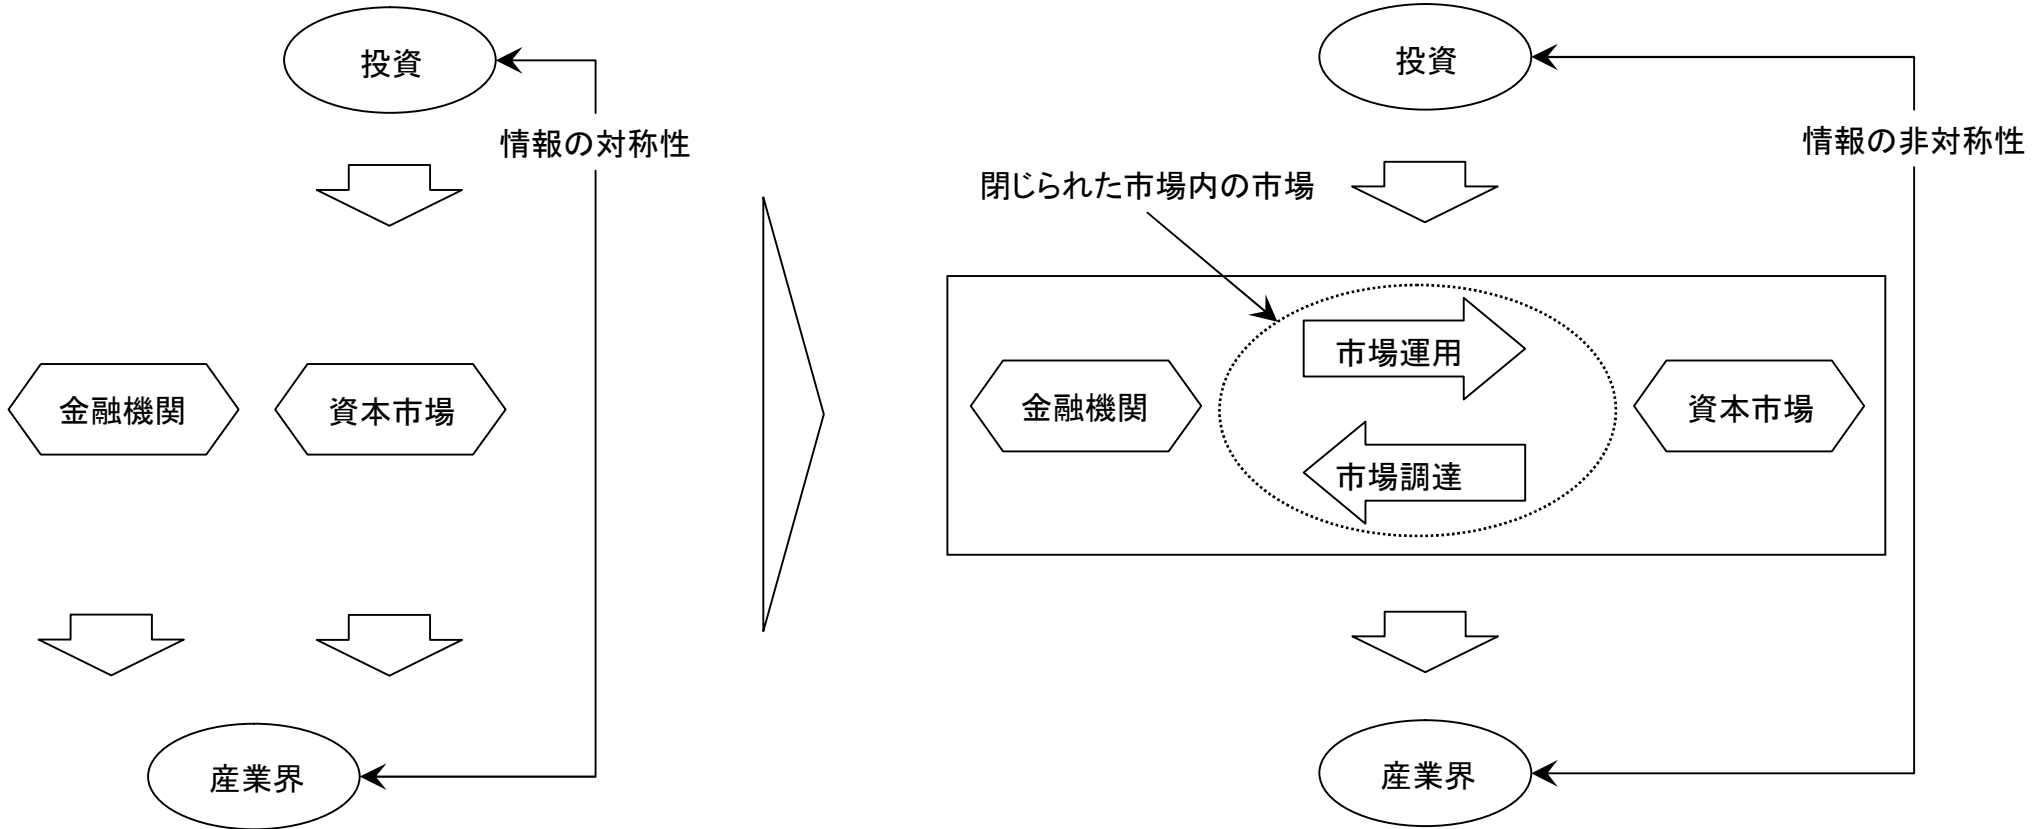 投資
情報の対称性
金融機関
資本市場
産業界
投資
情報の非対称性
閉じられた市場内の市場
市場運用
金融機関
資本市場
市場調達
産業界